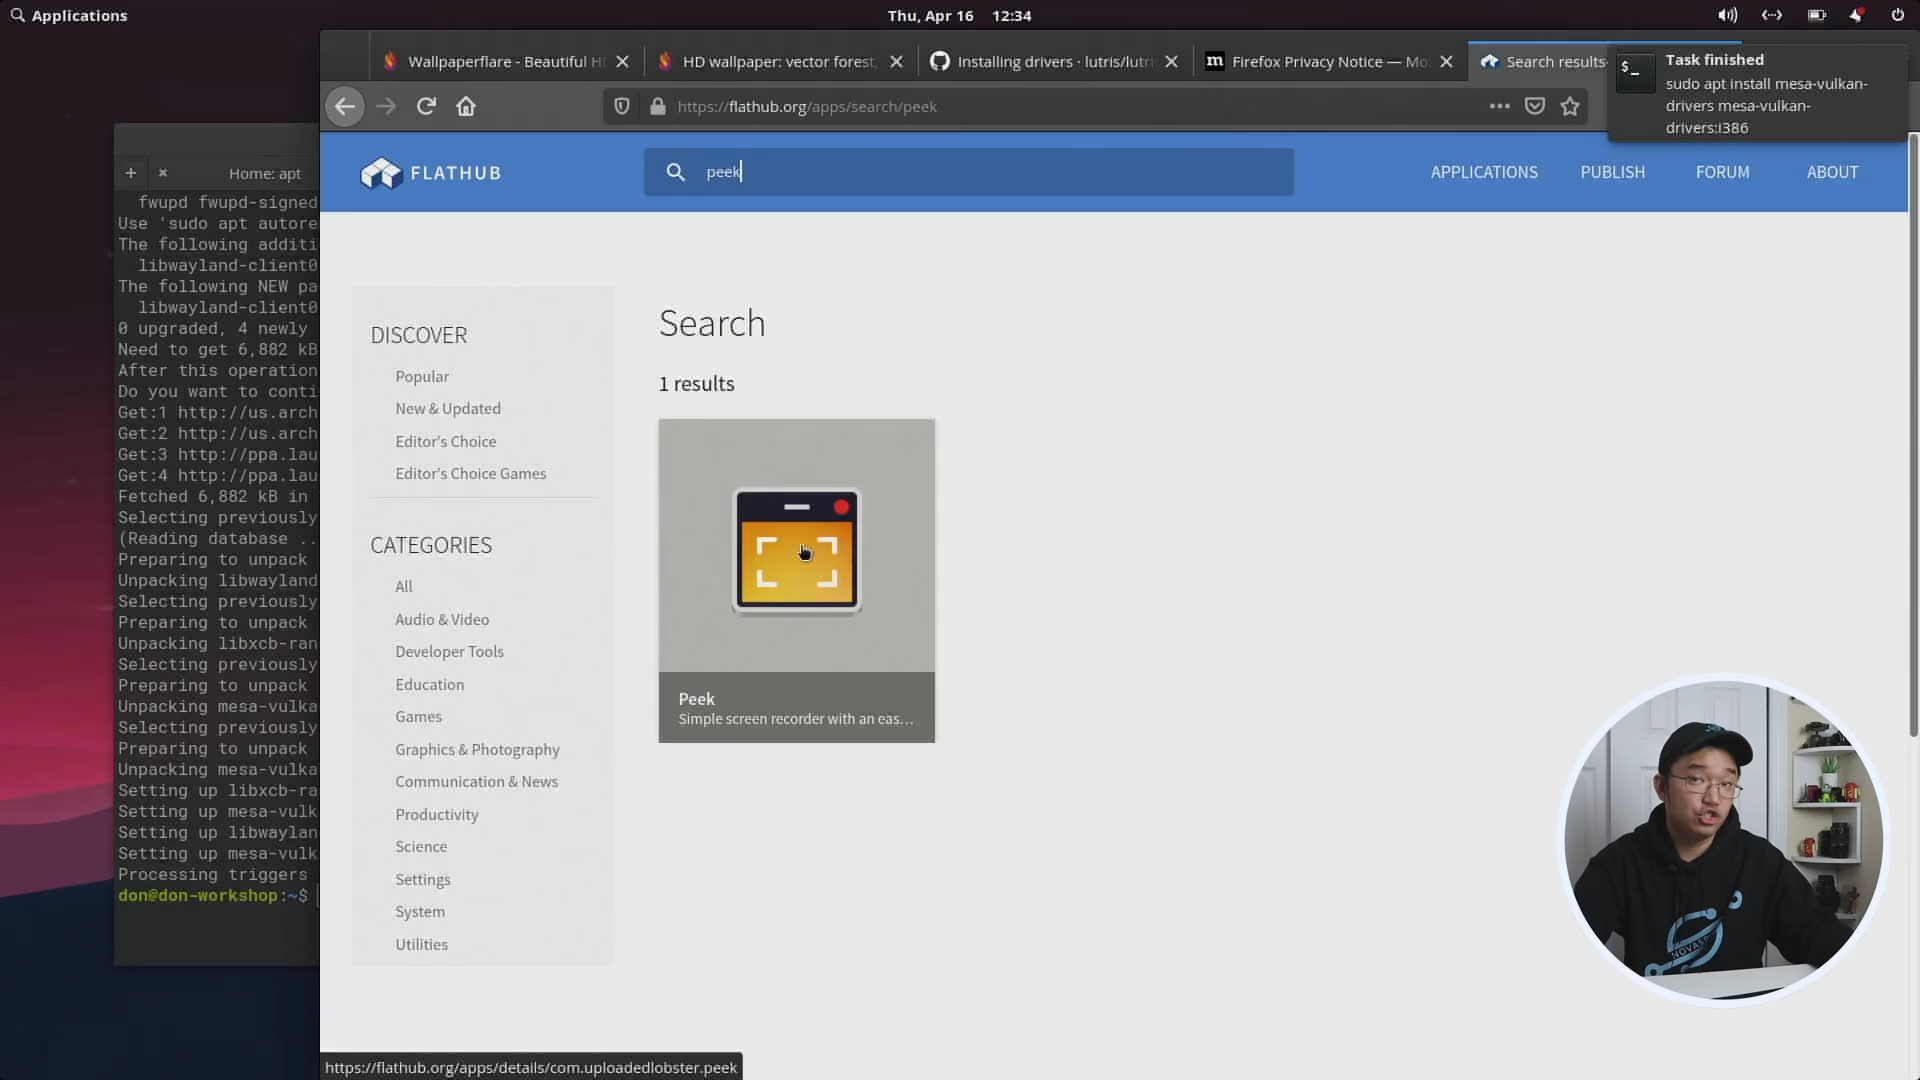 Applications
Thu, Apr 16 12:34
Wallpaperflare - Beautiful H
HD wallpaper: vector forest,
Installing drivers · lutris/lutri
Firefox Privacy Notice — Mo
Search results
Task finished
sudo apt install mesa-vulkan-
drivers mesa-vulkan-
drivers:i386
https://flathub.org/apps/search/peek
FLATHUB
peek
APPLICATIONS
PUBLISH
FORUM
ABOUT
Home: apt
fwupd fwupd-signed
Use 'sudo apt autore
The following additi
libwayland-client0
The following NEW pa
libwayland-client0
0 upgraded, 4 newly
Need to get 6,882 kB
After this operation
Do you want to conti
Get:1 http://us.arch
Get:2 http://us.arch
Get:3 http://ppa.lau
Get:4 http://ppa.lau
Fetched 6,882 kB in
Selecting previously
(Reading database ..
Preparing to unpack
Unpacking libwayland
Selecting previously
Preparing to unpack
Unpacking libxcb-ran
Selecting previously
Preparing to unpack
Unpacking mesa-vulka
Selecting previously
Preparing to unpack
Unpacking mesa-vulka
Setting up libxcb-ra
Setting up mesa-vulk
Setting up libwaylan
Setting up mesa-vulk
Processing triggers
don@don-workshop:~$
DISCOVER
Popular
New & Updated
Editor's Choice
Editor's Choice Games
CATEGORIES
All
Audio & Video
Developer Tools
Education
Games
Graphics & Photography
Communication & News
Productivity
Science
Settings
System
Utilities
Search
1 results
Peek
Simple screen recorder with an eas…
https://flathub.org/apps/details/com.uploadedlobster.peek